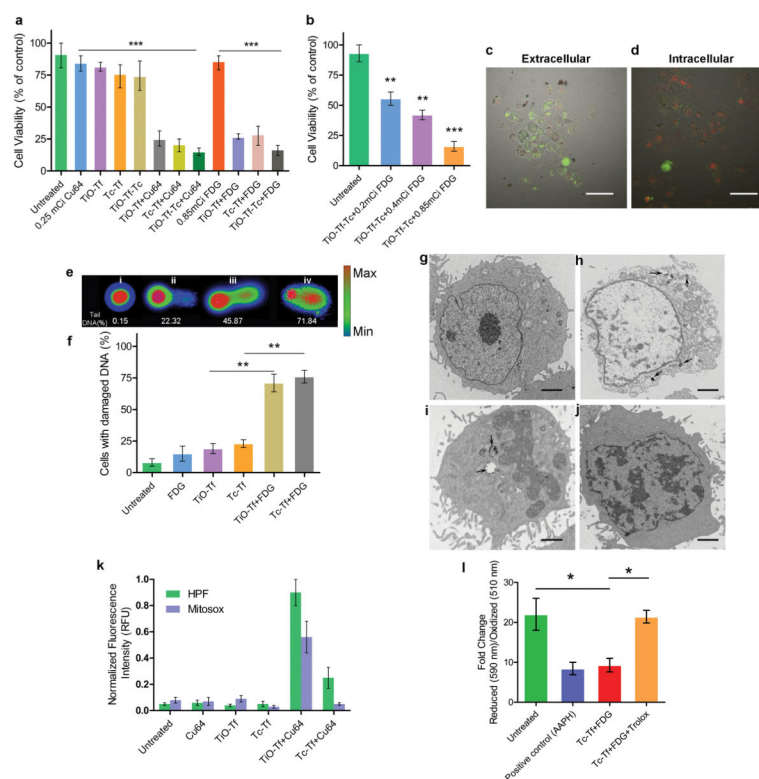 a
Cell Viability (% of control)
100
75
50
25
0
***
***
Untreated
0.25 mCi Cu64
TiO-Tf
Tc-Tf
TiO-Tf-Tc
TiO-Tf+Cu64
Tc-Tf+Cu64
TiO-Tf-Tc+Cu64
0.85mCi FDG
TiO-Tf+FDG
Tc-Tf+FDG
TiO-Tf-Tc+FDG
b
Cell Viability (% of control)
100
75
50
25
0
**
**
***
Untreated
TiO-Tf-Tc+0.2mCi FDG
TiO-Tf-Tc+0.4mCi FDG
TiO-Tf-Tc+0.85mCi FDG
c
Extracellular
d
Intracellular
e
i ii iii iv
Tail
DNA(%) 0.15 22.32 45.87 71.84
Max
Min
f
Cells with damaged DNA (%)
100
75
50
25
0
**
**
Untreated
FDG
TiO-Tf
Tc-Tf
TiO-Tf+FDG
Tc-Tf+FDG
g
h
i
j
k
Normalized Fluorescence
Intensity (RFU)
1.0
0.8
0.6
0.4
0.2
0.0
HPF
Mitosox
Untreated
Cu64
TiO-Tf
Tc-Tf
TiO-Tf+Cu64
Tc-Tf+Cu64
l
Fold Change
Reduced (590 nm)/Oxidized (510 nm)
30
20
10
0
*
*
Untreated
Positive control (AAPH)
Tc-Tf+FDG
Tc-Tf+FDG+Trolox